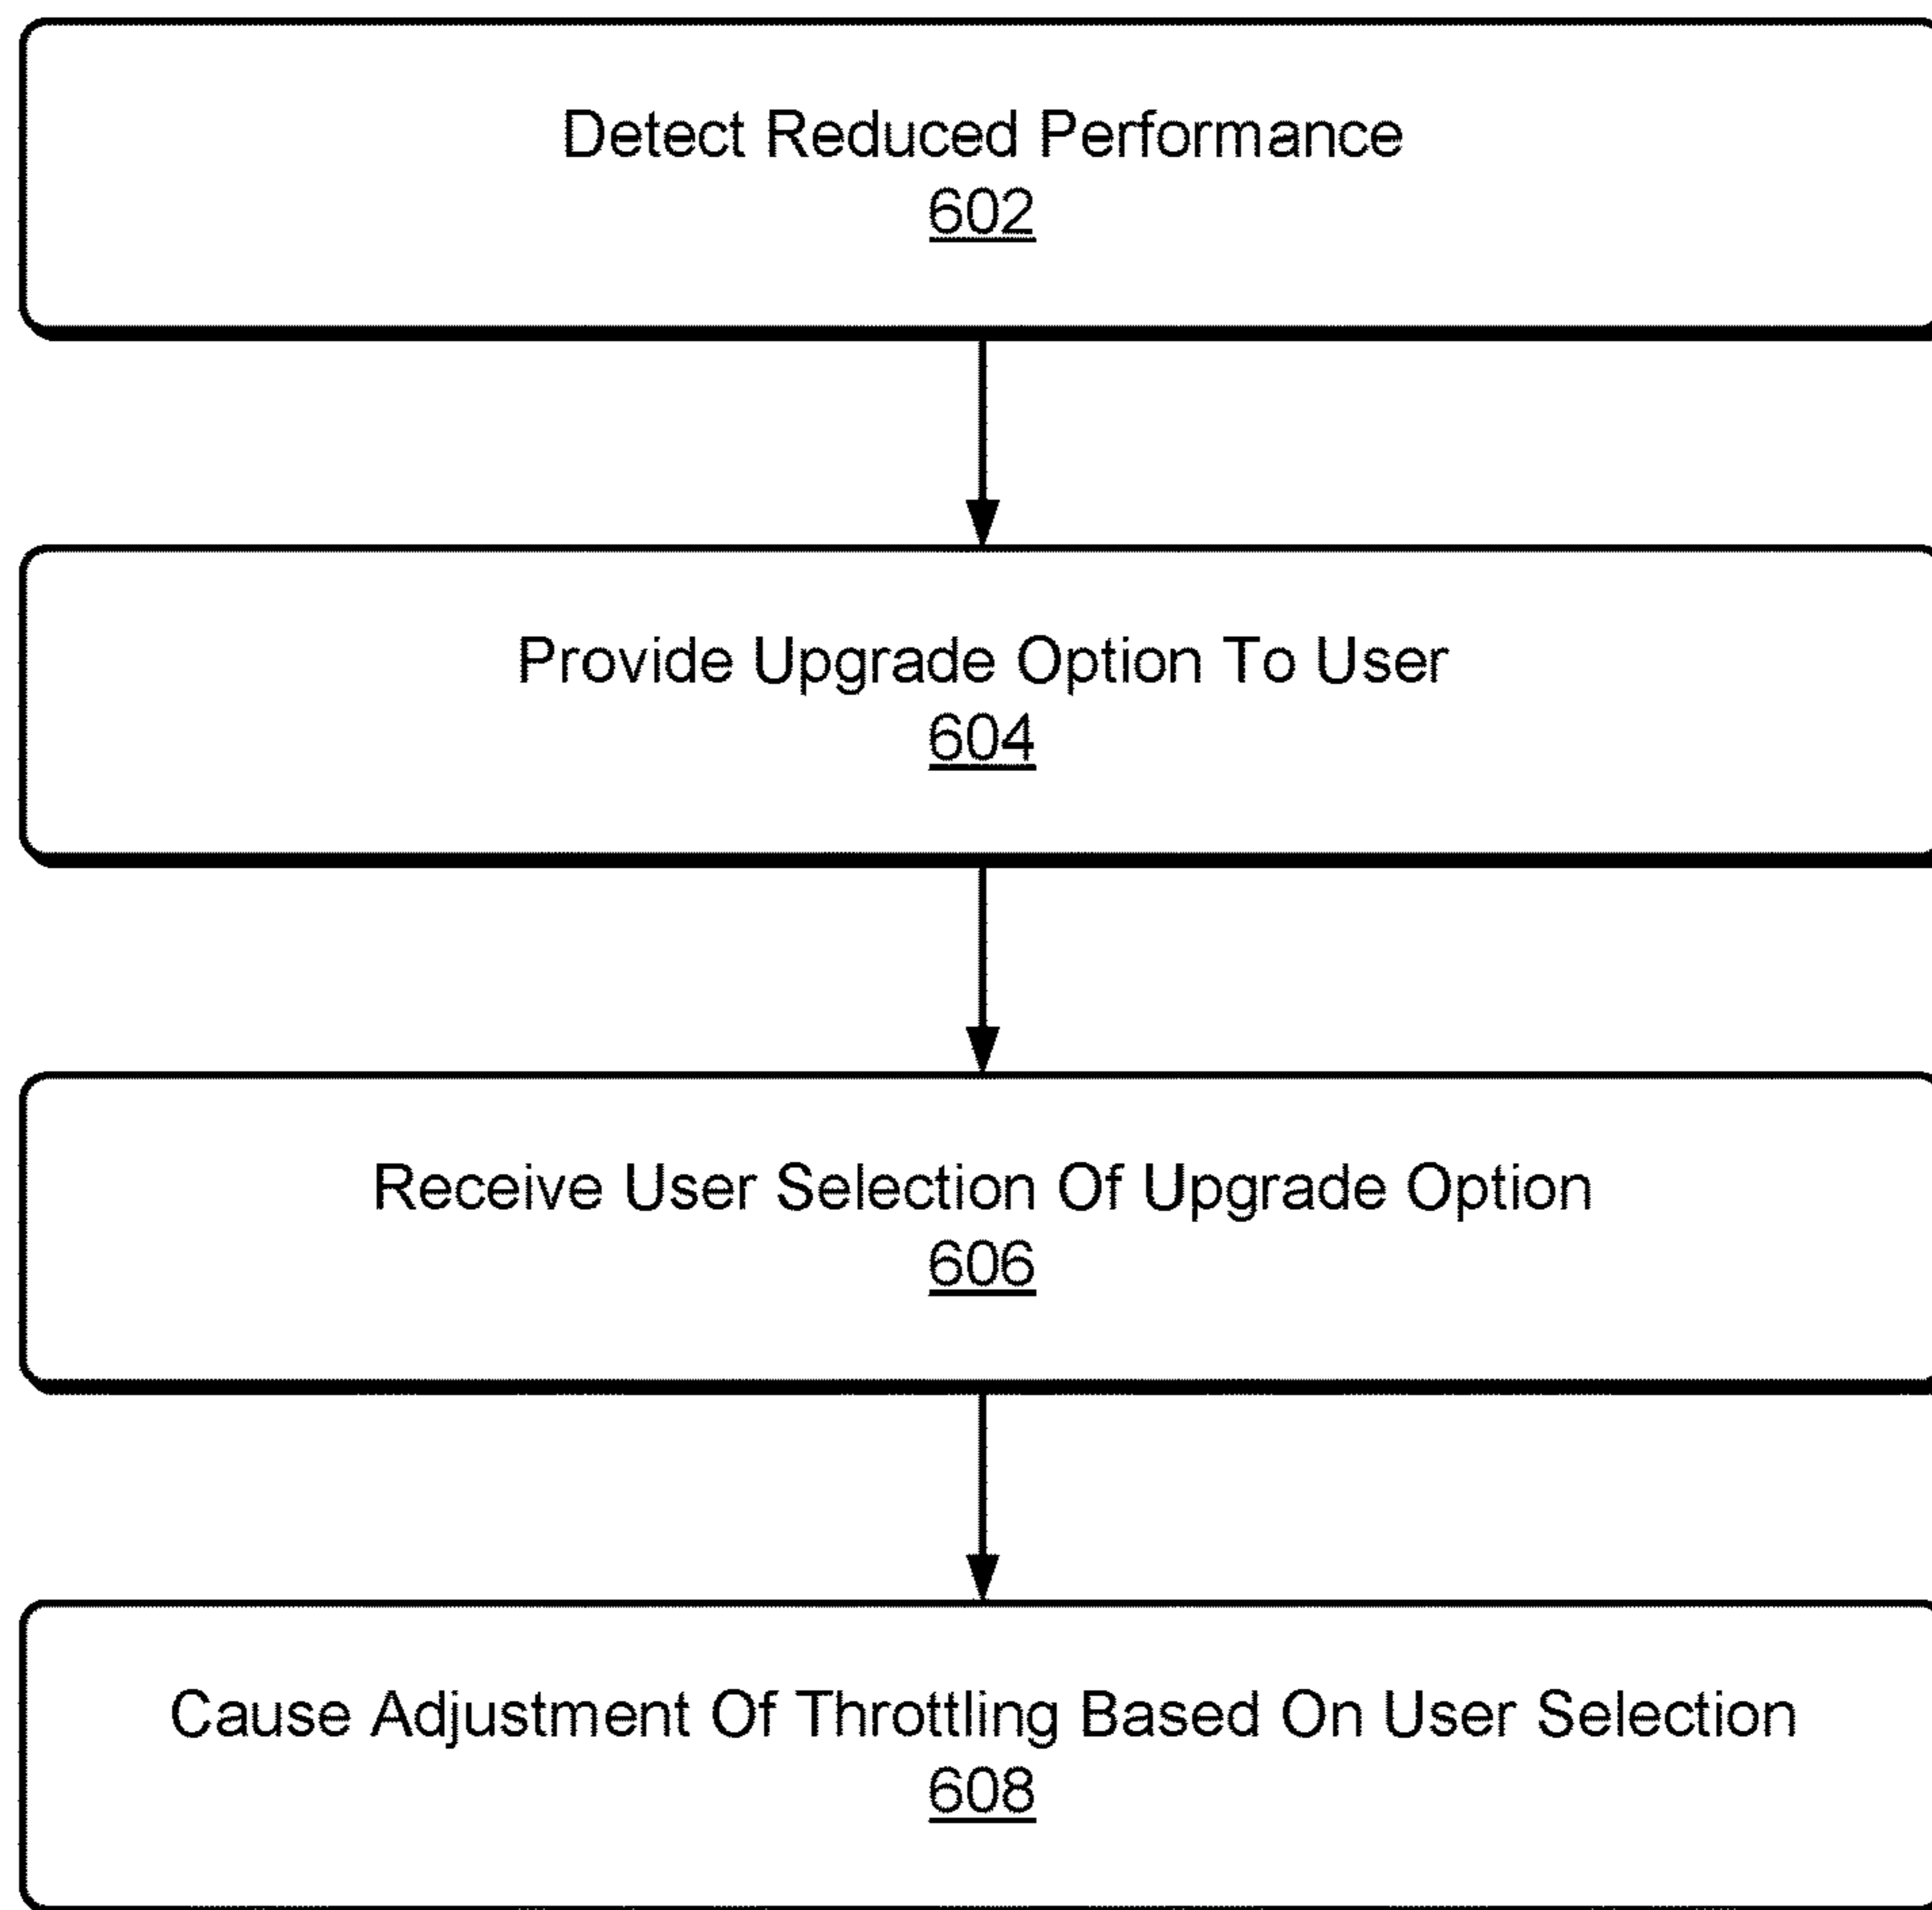 Detect Reduced Performance
602
Provide Upgrade Option To User
604
Receive User Selection Of Upgrade Option
606
Cause Adjustment Of Throttling Based On User Selection
608